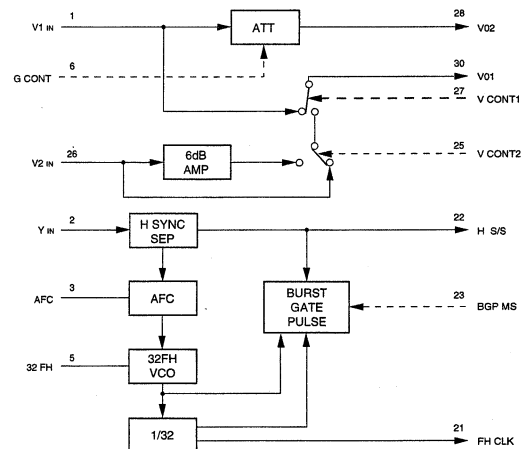 V1 IN 1 ATT 28 V02
G CONT 6
30 V01
27 V CONT1
V2 IN 26 6dB
AMP
25 V CONT2
Y IN 2 H SYNC
SEP
22 H S/S
AFC 3 AFC
BURST
GATE
PULSE
23 BGP MS
32 FH 5 32FH
VCO
1/32 21 FH CLK